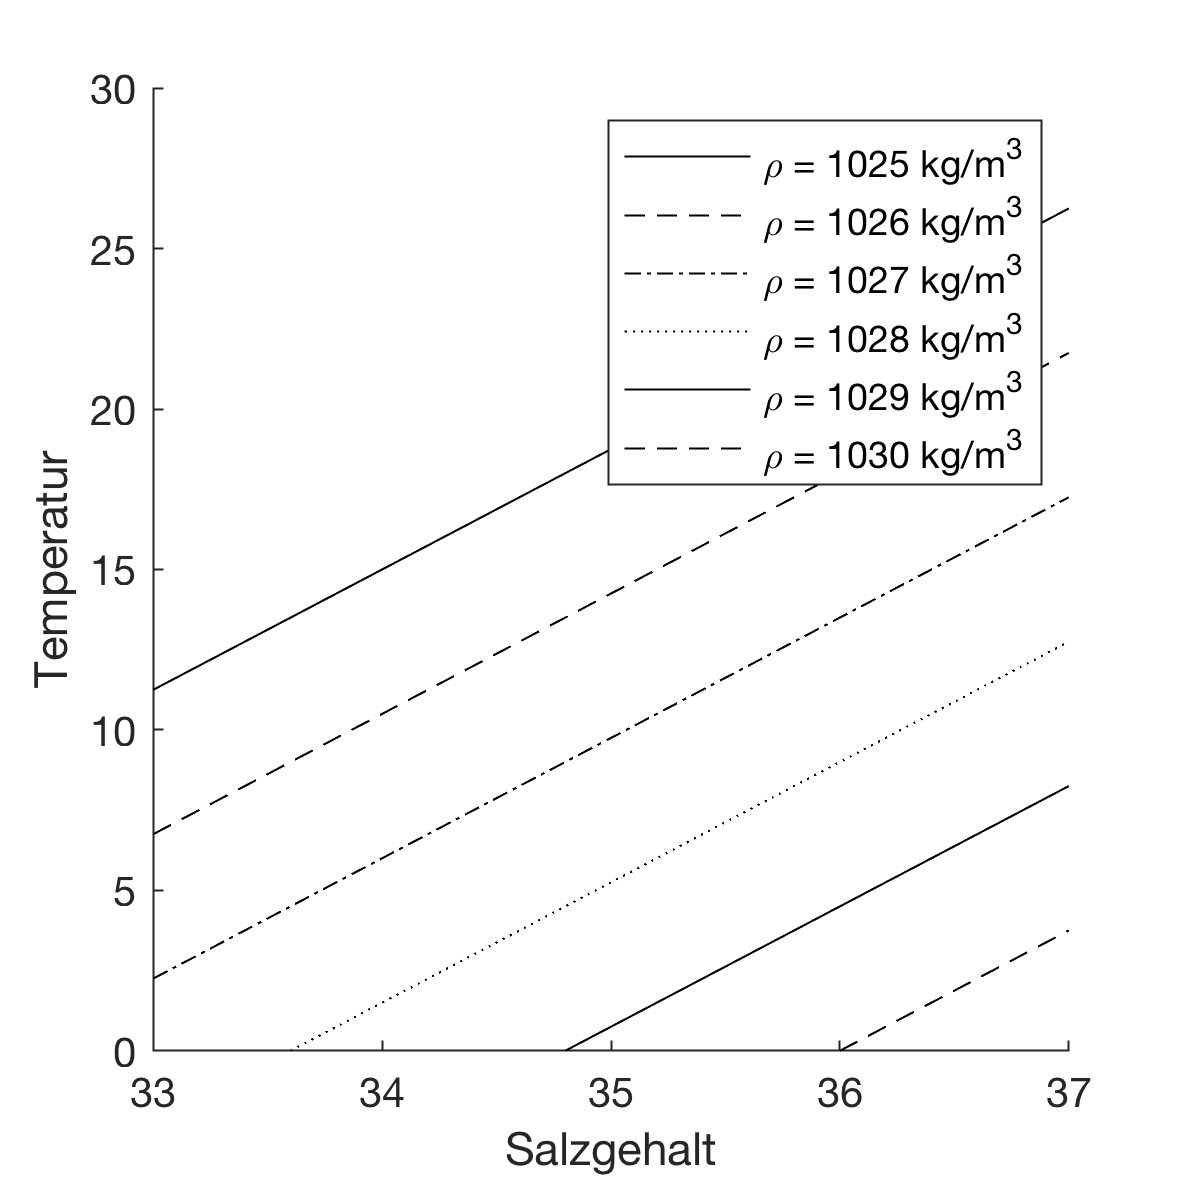 30
25
20
15
10
5
0
Temperatur
ρ = 1025 kg/m³
ρ = 1026 kg/m³
ρ = 1027 kg/m³
ρ = 1028 kg/m³
ρ = 1029 kg/m³
ρ = 1030 kg/m³
33 34 35 36 37
Salzgehalt